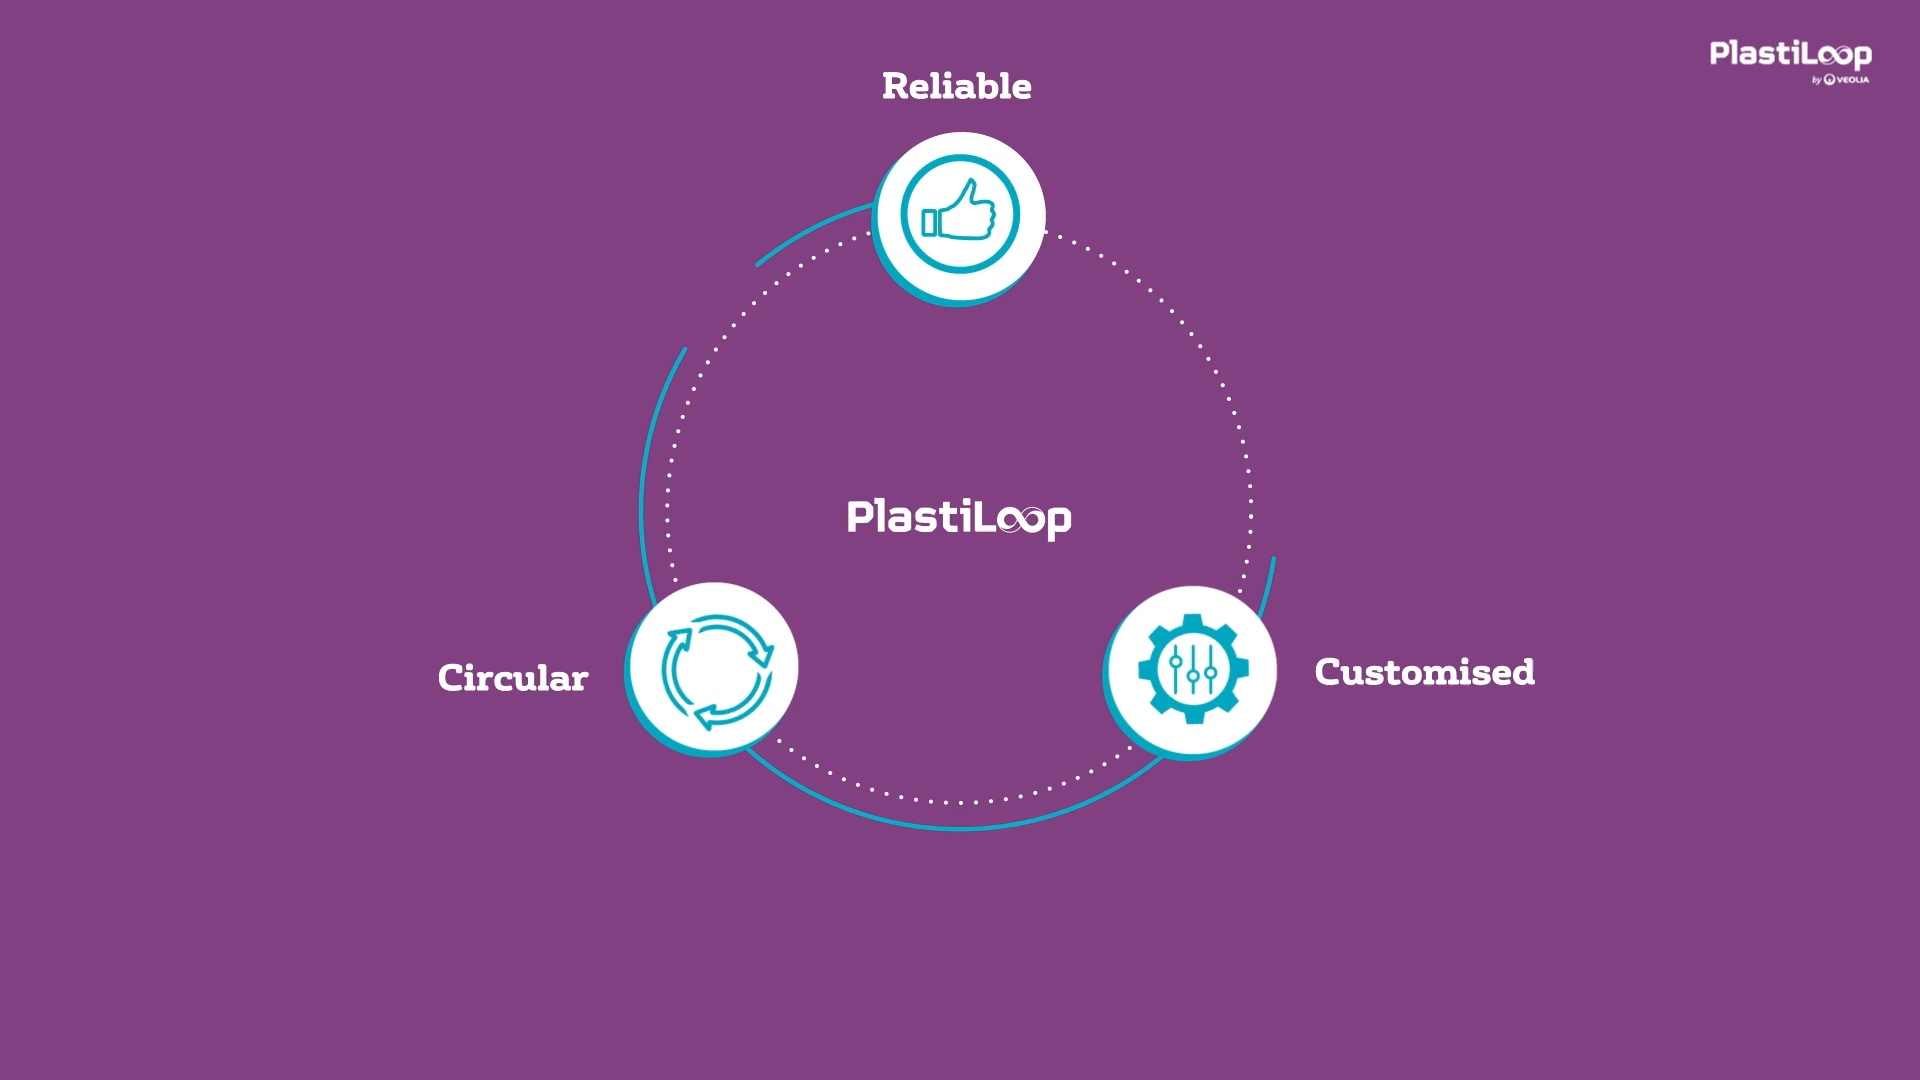 PlastiLoop
by VEOLIA
Reliable
PlastiLoop
Circular
Customised